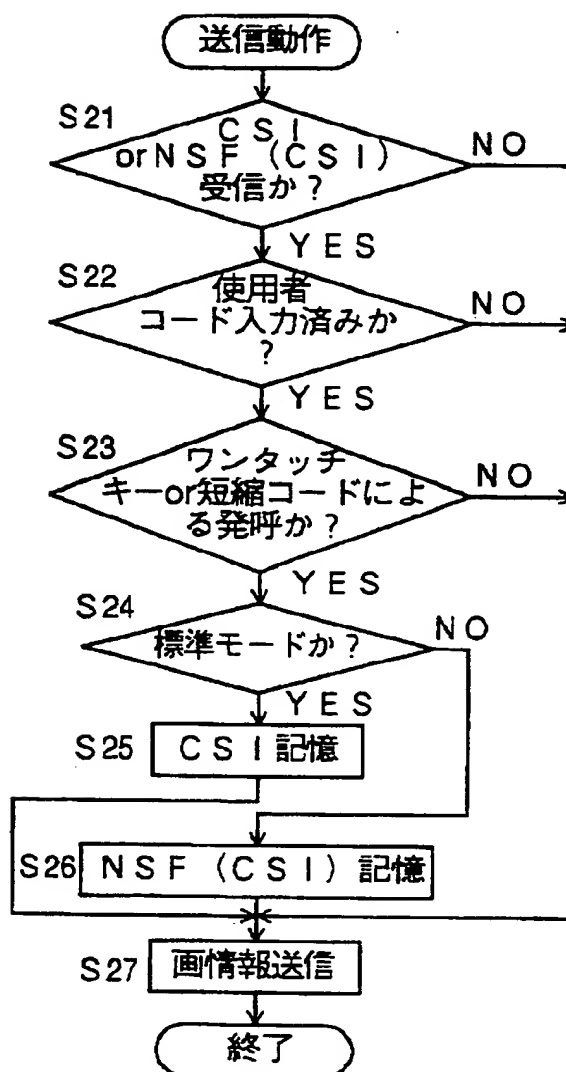 送信動作
S21
CSI
orNSF(CSI)
受信か?
NO
YES
S22
使用者
コード入力済みか
?
NO
YES
S23
ワンタッチ
キーor短縮コードによ
る発呼か?
NO
YES
S24
標準モードか?
NO
YES
S25
CSI記憶
S26
NSF(CSI)記憶
S27
画情報送信
終了